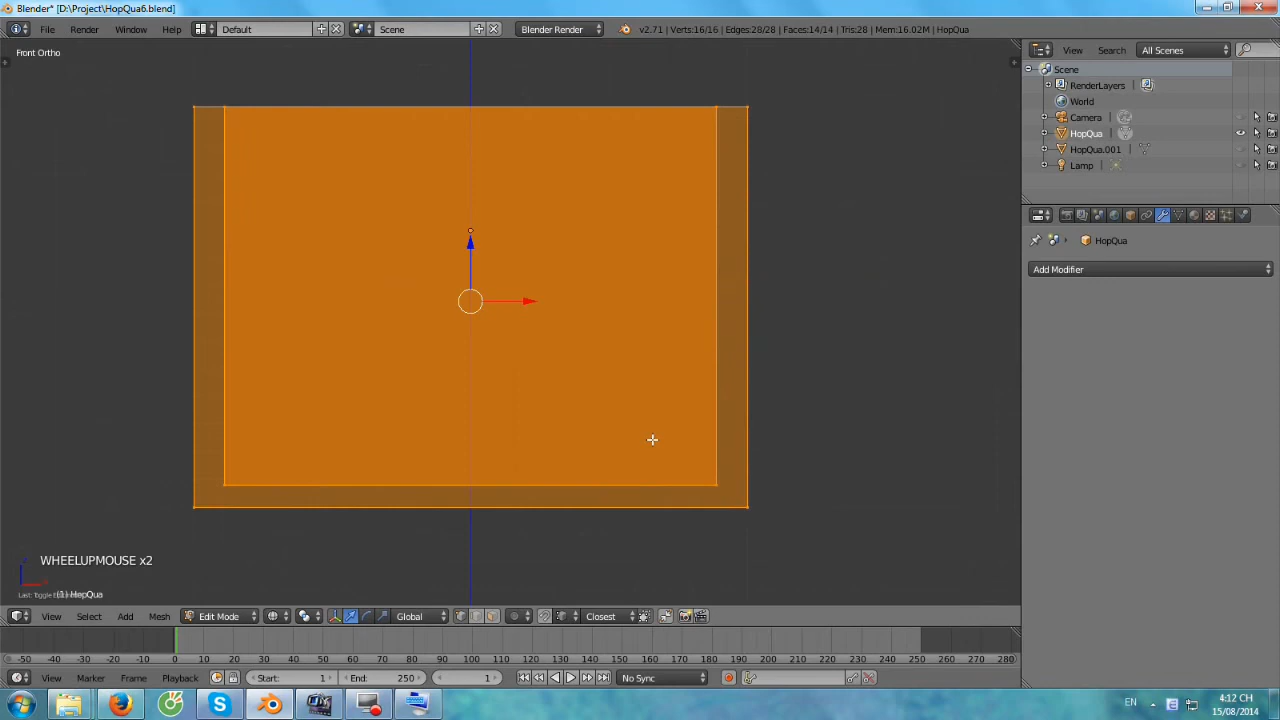 Blender* [D:\Project\HopQua6.blend]
File Render Window Help Default Scene Blender Render v2.71 | Verts:16/16 | Edges:28/28 | Faces:14/14 | Tris:28 | Mem:16.02M | HopQua
View Search All Scenes
Front Ortho
Scene
RenderLayers
World
Camera
HopQua
HopQua.001
Lamp
HopQua
Add Modifier
WHEELUPMOUSE x2
(1) HopQua
View Select Add Mesh Edit Mode Global Closest
-50 -40 -30 -20 -10 0 10 20 30 40 50 60 70 80 90 100 110 120 130 140 150 160 170 180 190 200 210 220 230 240 250 260 270 280
View Marker Frame Playback Start: 1 End: 250 1 No Sync
EN 4:12 CH
15/08/2014